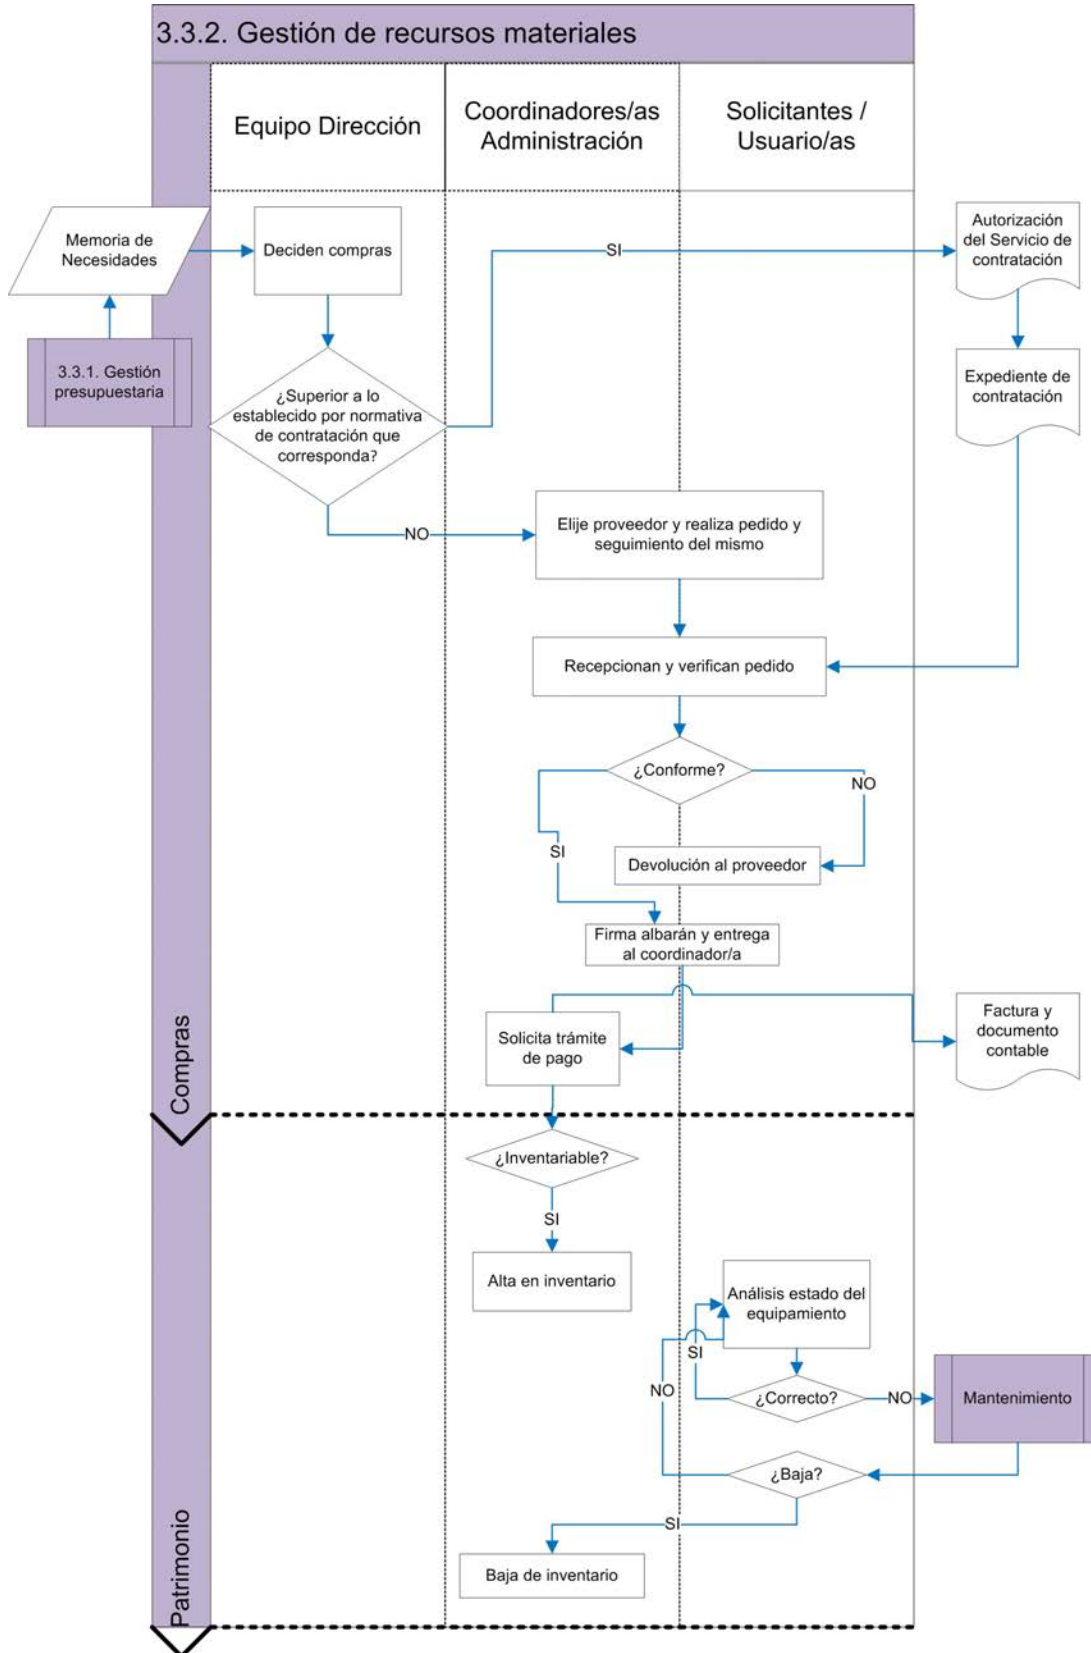 3.3.2. Gestión de recursos materiales
Equipo Dirección
Coordinadores/as
Administración
Solicitantes /
Usuario/as
Memoria de
Necesidades
Deciden compras
SI
Autorización
del Servicio de
contratación
3.3.1. Gestión
presupuestaria
¿Superior a lo
establecido por normativa
de contratación que
corresponda?
Expediente de
contratación
NO
Elije proveedor y realiza pedido y
seguimiento del mismo
Recepcionan y verifican pedido
¿Conforme?
NO
SI
Devolución al proveedor
Firma albarán y entrega
al coordinador/a
Solicita trámite
de pago
Factura y
documento
contable
Compras
¿Inventariable?
SI
Alta en inventario
Análisis estado del
equipamiento
SI
NO
¿Correcto?
NO
Mantenimiento
¿Baja?
SI
Baja de inventario
Patrimonio